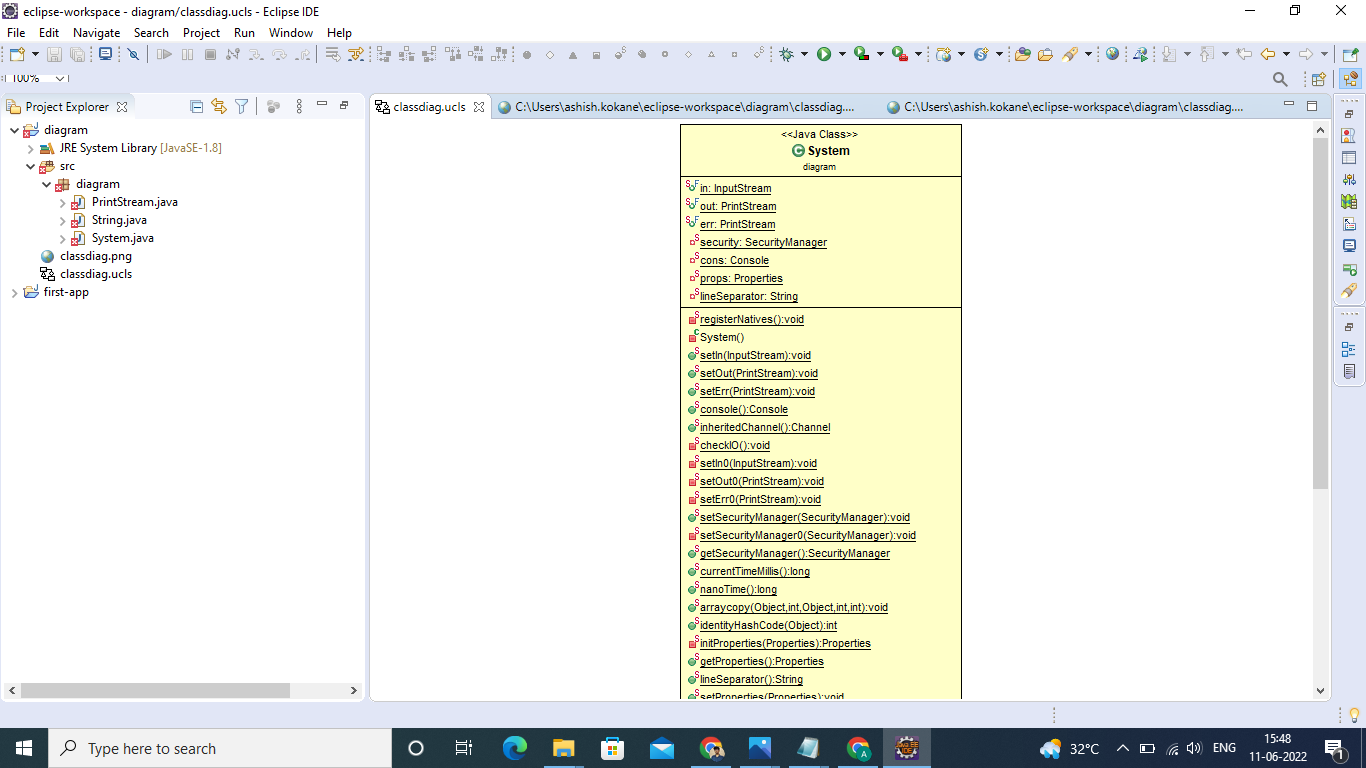 eclipse-workspace - diagram/classdiag.ucls - Eclipse IDE
File Edit Navigate Search Project Run Window Help
100%
Project Explorer
classdiag.ucls
C:\Users\ashish.kokane\eclipse-workspace\diagram\classdiag....
C:\Users\ashish.kokane\eclipse-workspace\diagram\classdiag....
diagram
JRE System Library [JavaSE-1.8]
src
diagram
PrintStream.java
String.java
System.java
classdiag.png
classdiag.ucls
first-app
<<Java Class>>
System
diagram
in: InputStream
out: PrintStream
err: PrintStream
security: SecurityManager
cons: Console
props: Properties
lineSeparator: String
registerNatives():void
System()
setIn(InputStream):void
setOut(PrintStream):void
setErr(PrintStream):void
console():Console
inheritedChannel():Channel
checkIO():void
setIn0(InputStream):void
setOut0(PrintStream):void
setErr0(PrintStream):void
setSecurityManager(SecurityManager):void
setSecurityManager0(SecurityManager):void
getSecurityManager():SecurityManager
currentTimeMillis():long
nanoTime():long
arraycopy(Object,int,Object,int,int):void
identityHashCode(Object):int
initProperties(Properties):Properties
getProperties():Properties
lineSeparator():String
setProperties(Properties):void
Type here to search
32°C
ENG
15:48
11-06-2022
1